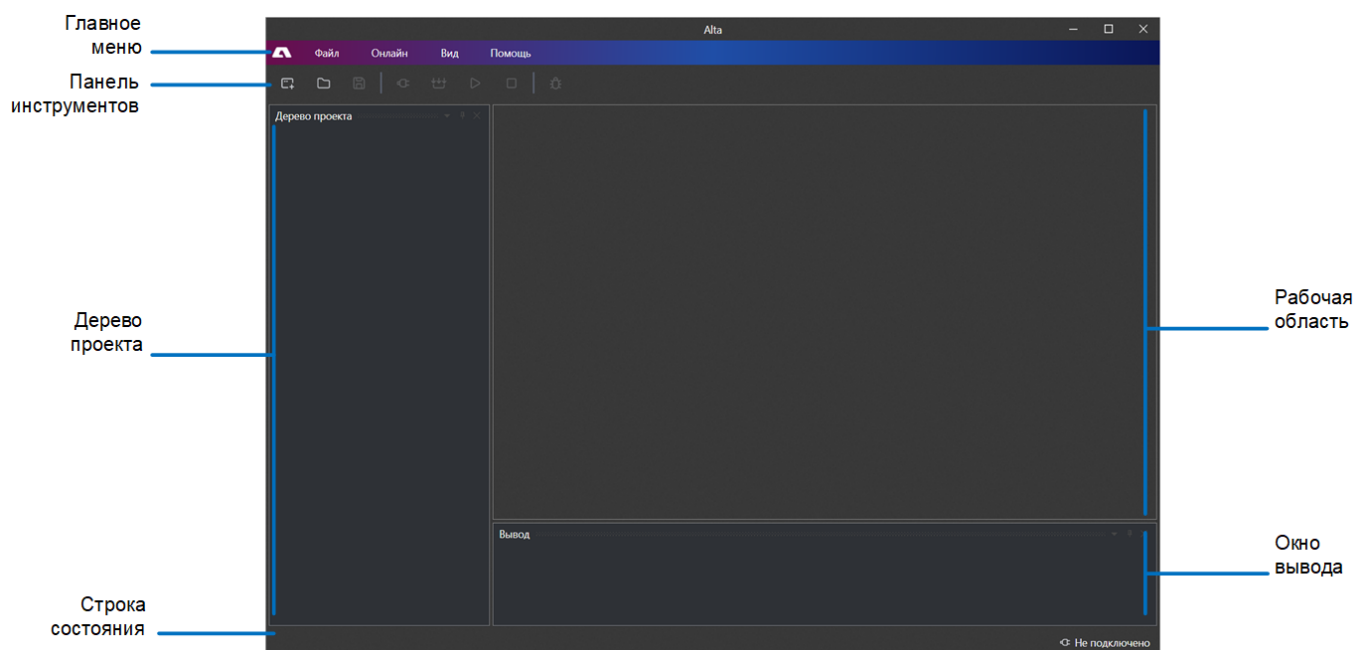 Главное
меню
Alta
Файл Онлайн Вид Помощь
Панель
инструментов
Дерево проекта
Дерево
проекта
Рабочая
область
Вывод
Окно
вывода
Строка
состояния
Не подключено